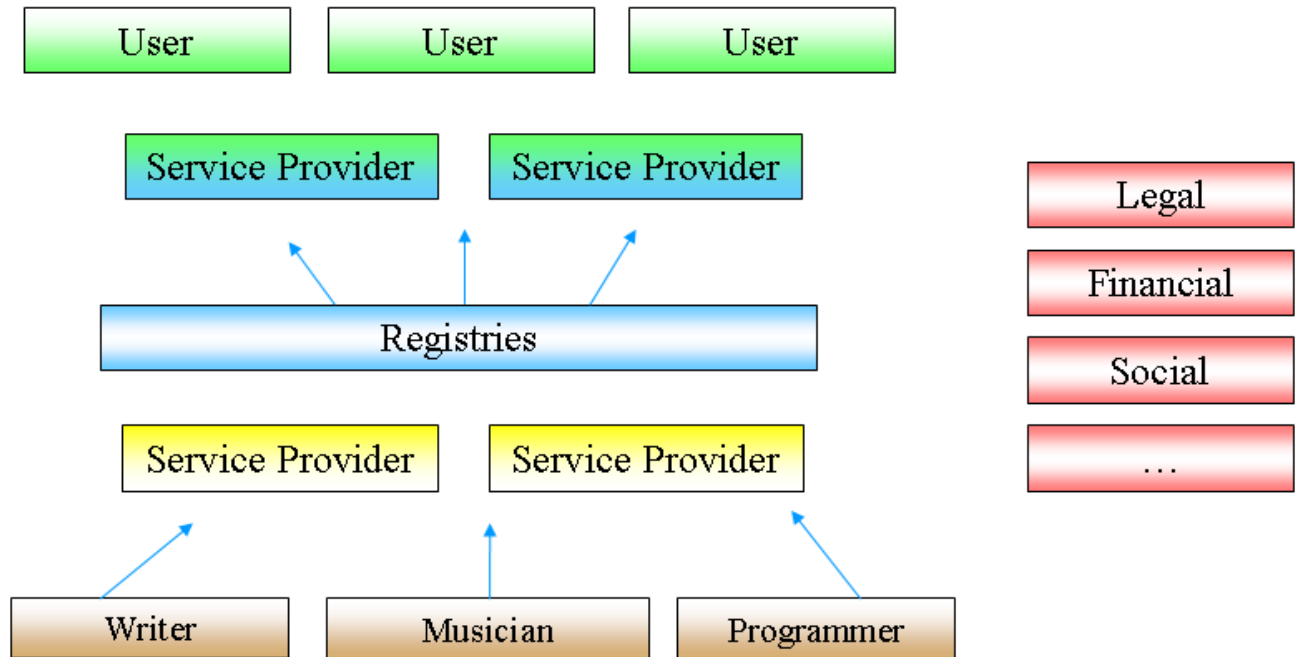 User
User
User
Service Provider
Service Provider
Registries
Service Provider
Service Provider
Writer
Musician
Programmer
Legal
Financial
Social
…